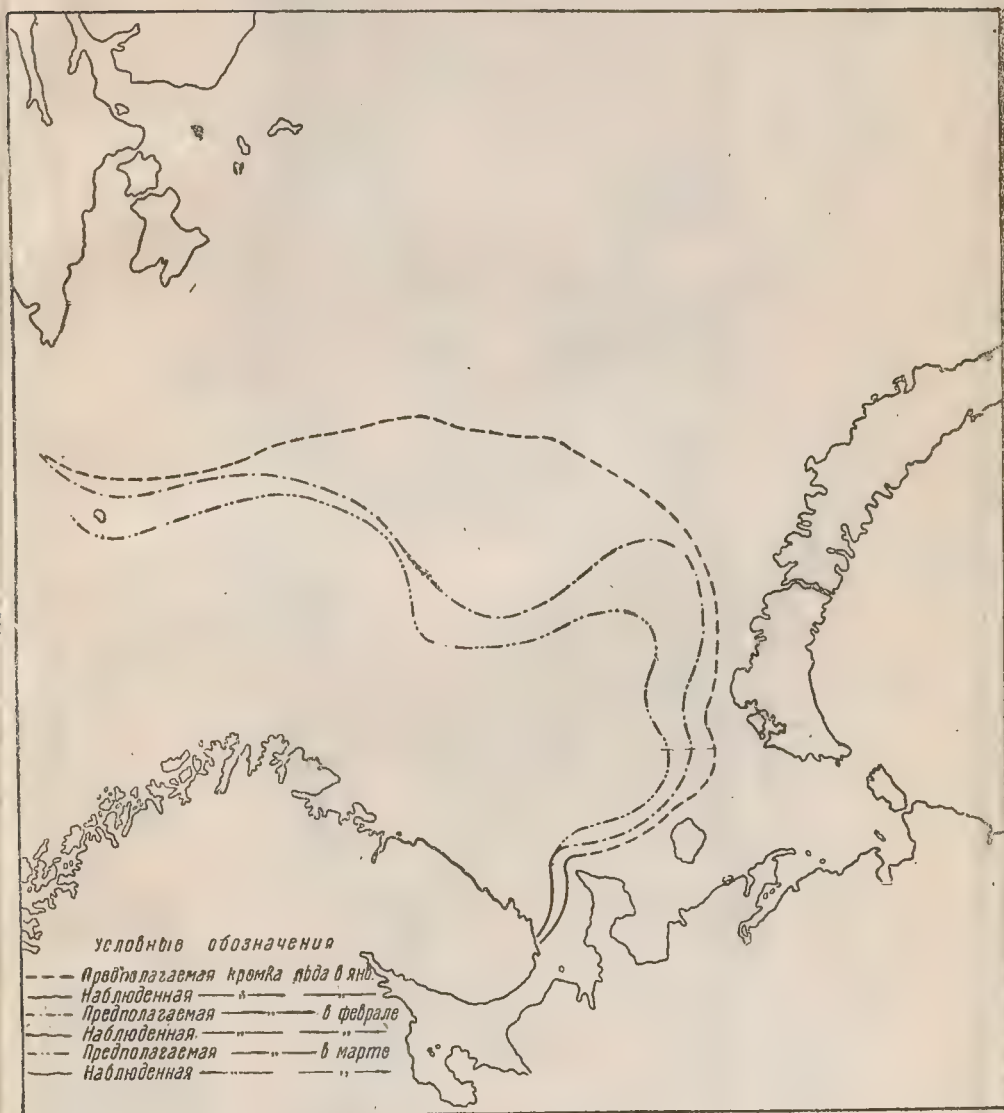 Условные обозначения
Предполагаемая кромка льда в янв.
Наблюденная —„— —„—
Предполагаемая —„— в феврале
Наблюденная —„— —„—
Предполагаемая —„— в марте
Наблюденная —„— —„—